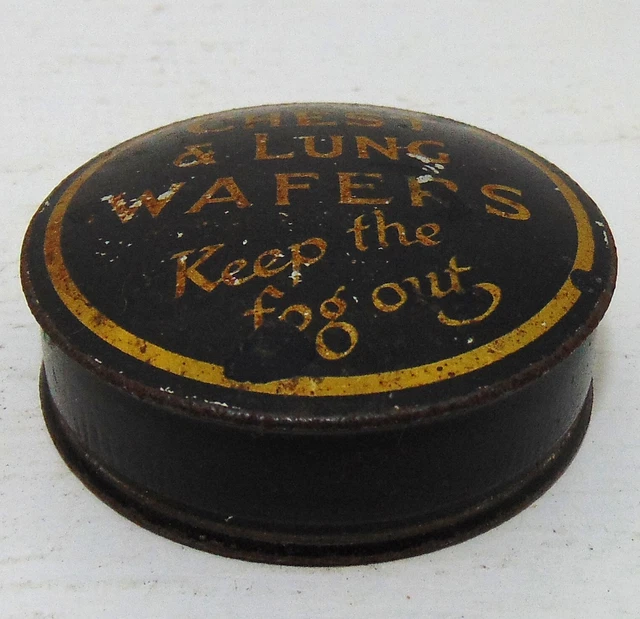 CHEST
& LUNG
WAFERS
Keep the
fog out